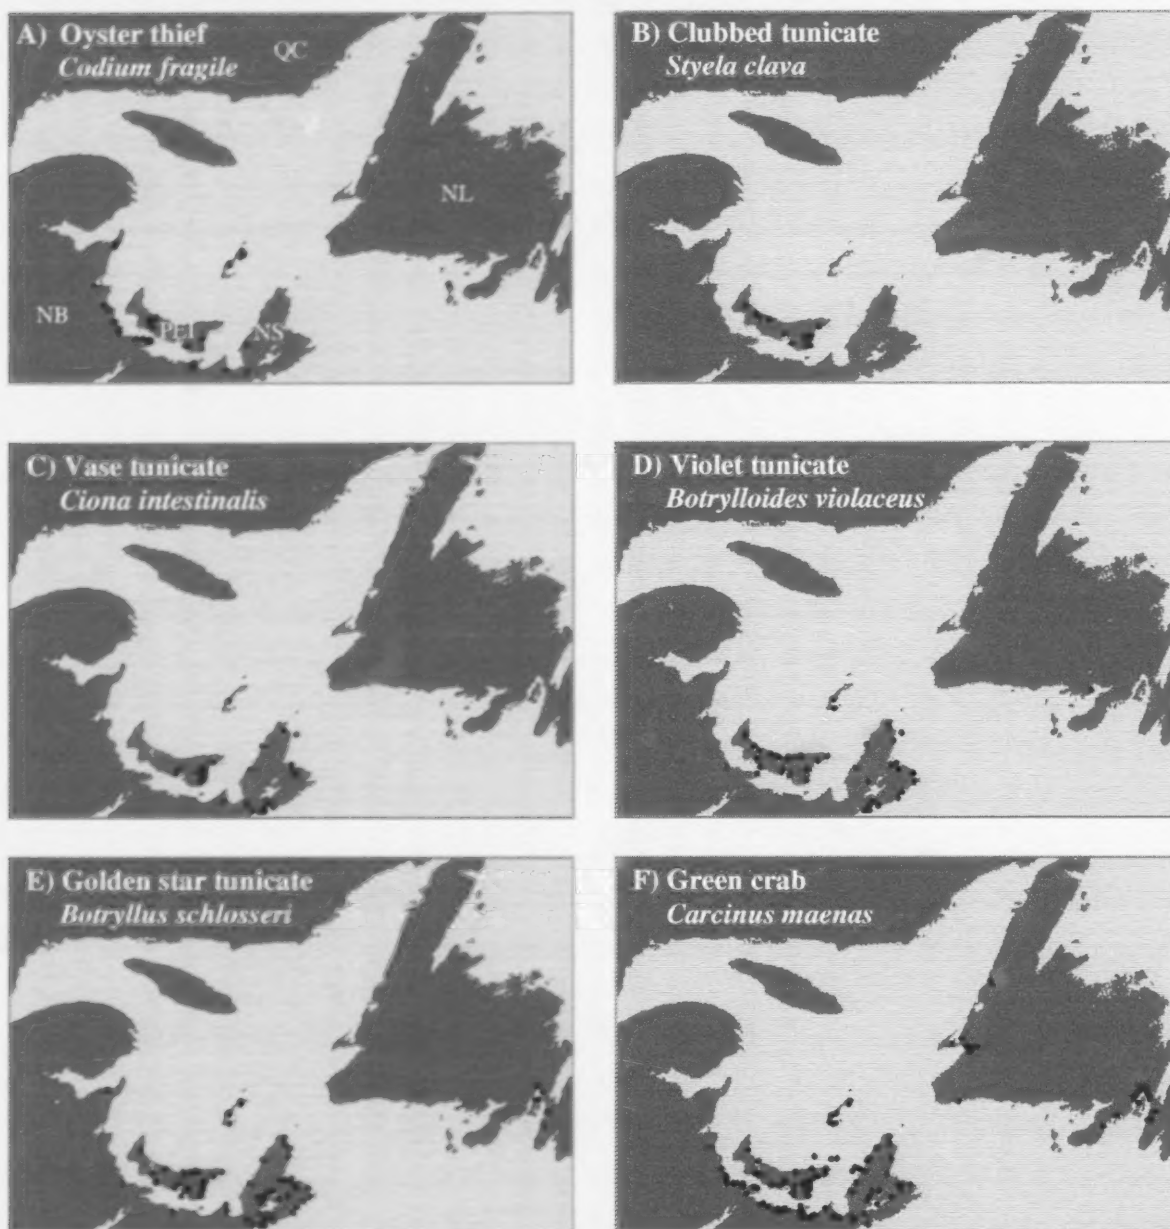 A) Oyster thief
Codium fragile
QC
NL
NB
PEI
NS
B) Clubbed tunicate
Styela clava
C) Vase tunicate
Ciona intestinalis
D) Violet tunicate
Botrylloides violaceus
E) Golden star tunicate
Botryllus schlosseri
F) Green crab
Carcinus maenas